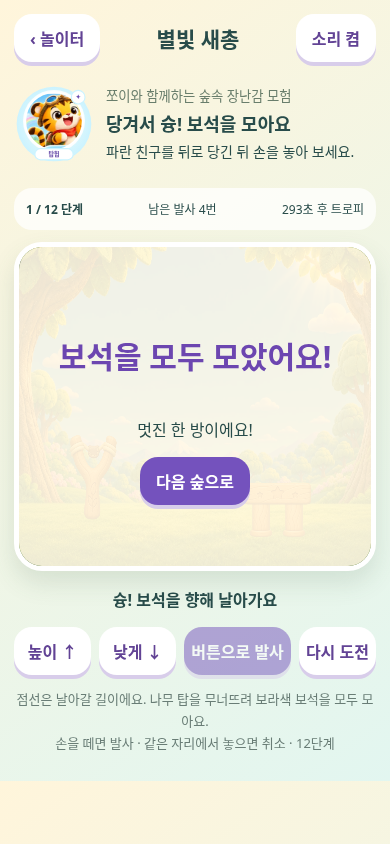 ‹ 놀이터
별빛 새총
소리 켬
쪼이와 함께하는 숲속 장난감 모험
당겨서 슝! 보석을 모아요
파란 친구를 뒤로 당긴 뒤 손을 놓아 보세요.
탐험
1 / 12 단계
남은 발사 4번
293초 후 트로피
보석을 모두 모았어요!
멋진 한 방이에요!
다음 숲으로
슝! 보석을 향해 날아가요
높이 ↑
낮게 ↓
버튼으로 발사
다시 도전
점선은 날아갈 길이에요. 나무 탑을 무너뜨려 보라색 보석을 모두 모
아요.
손을 떼면 발사 · 같은 자리에서 놓으면 취소 · 12단계